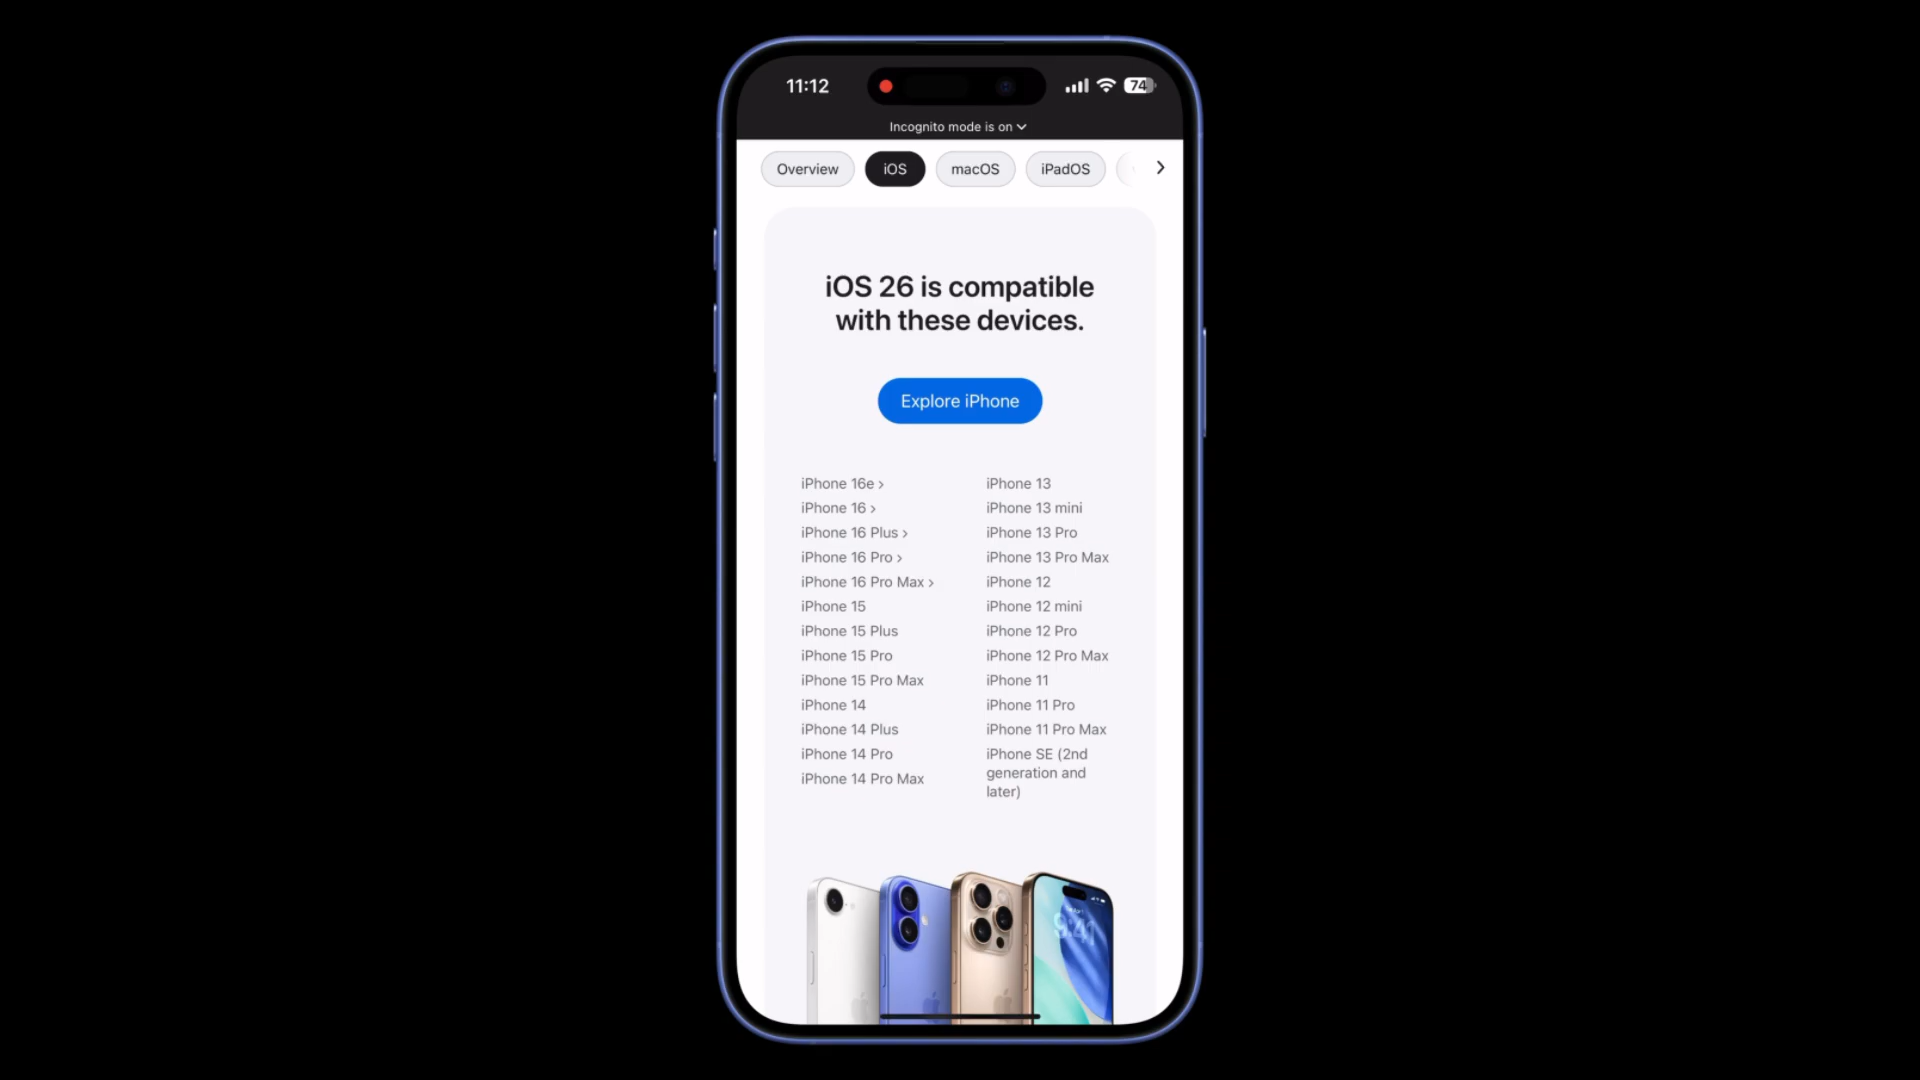 11:12
74
Incognito mode is on
Overview
iOS
macOS
iPadOS
iOS 26 is compatible
with these devices.
Explore iPhone
iPhone 16e ›
iPhone 16 ›
iPhone 16 Plus ›
iPhone 16 Pro ›
iPhone 16 Pro Max ›
iPhone 15
iPhone 15 Plus
iPhone 15 Pro
iPhone 15 Pro Max
iPhone 14
iPhone 14 Plus
iPhone 14 Pro
iPhone 14 Pro Max
iPhone 13
iPhone 13 mini
iPhone 13 Pro
iPhone 13 Pro Max
iPhone 12
iPhone 12 mini
iPhone 12 Pro
iPhone 12 Pro Max
iPhone 11
iPhone 11 Pro
iPhone 11 Pro Max
iPhone SE (2nd
generation and
later)
9:41